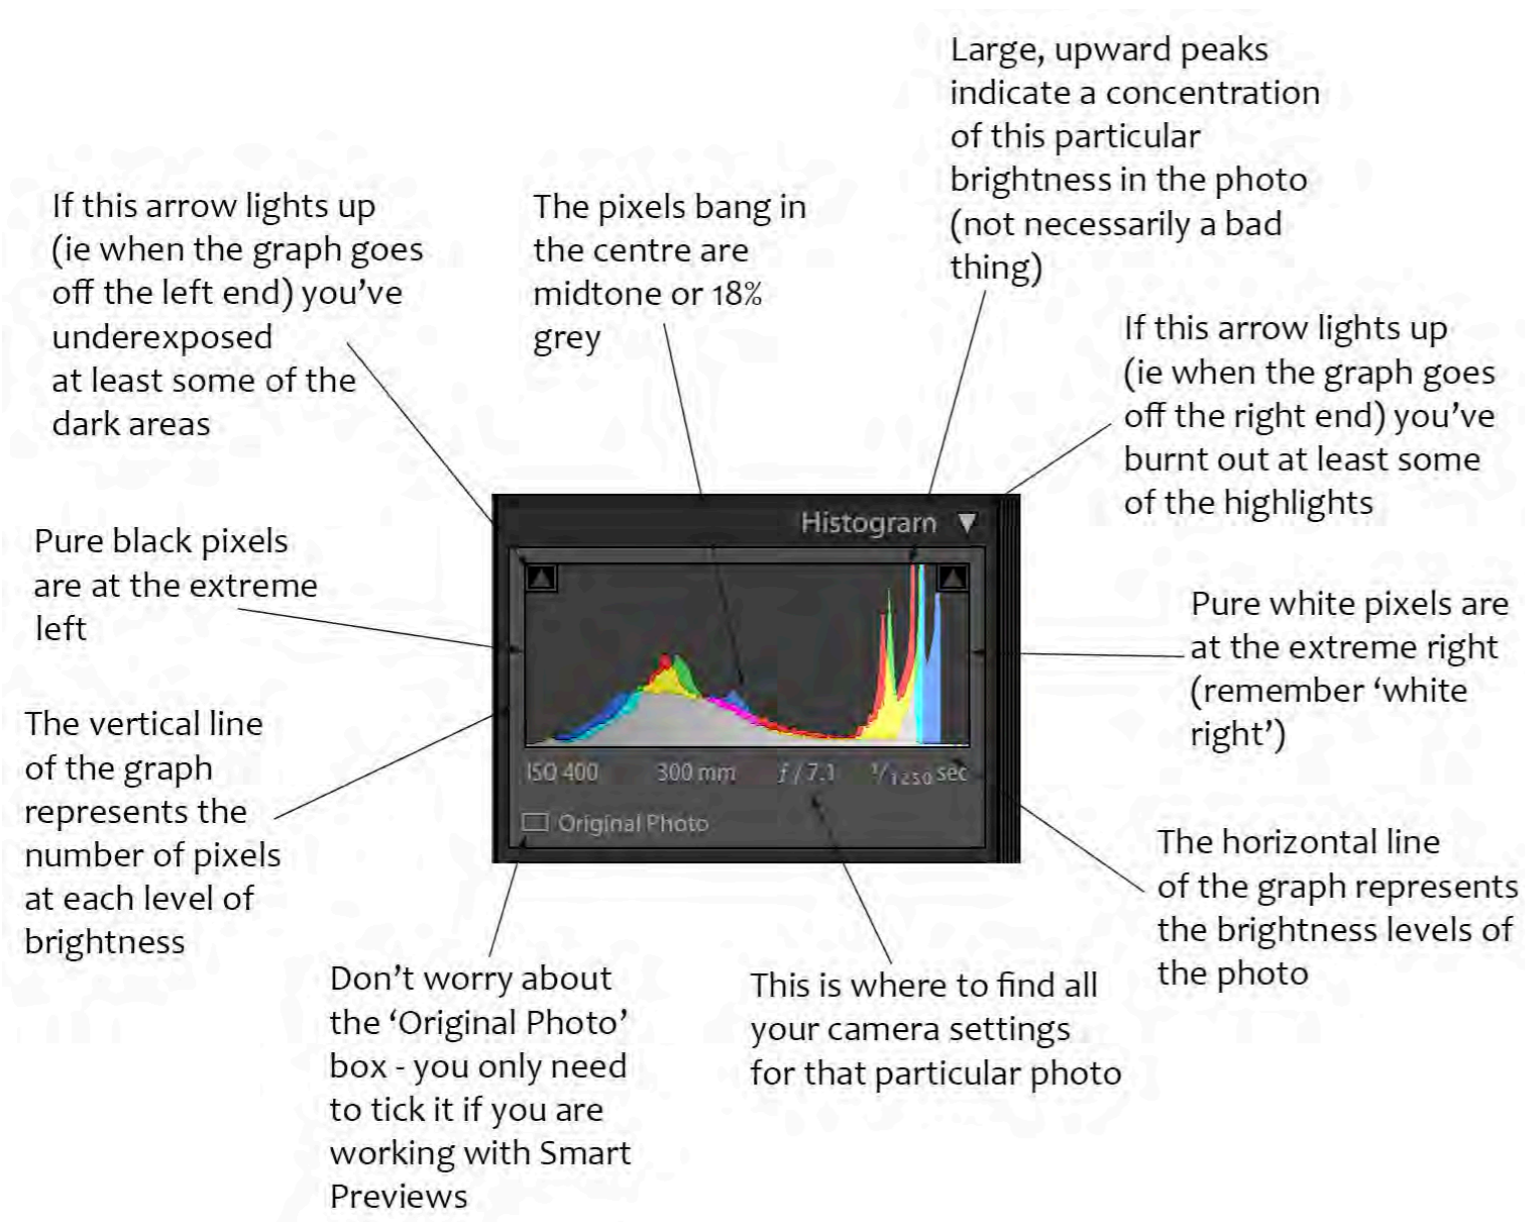 Large, upward peaks
indicate a concentration
of this particular
brightness in the photo
(not necessarily a bad
thing)
If this arrow lights up
(ie when the graph goes
off the left end) you’ve
underexposed
at least some of the
dark areas
The pixels bang in
the centre are
midtone or 18%
grey
If this arrow lights up
(ie when the graph goes
off the right end) you’ve
burnt out at least some
of the highlights
Pure black pixels
are at the extreme
left
Histogram
Pure white pixels are
at the extreme right
(remember ‘white
right’)
The vertical line
of the graph
represents the
number of pixels
at each level of
brightness
ISO 400 300 mm ƒ / 7.1 1/1250 sec
Original Photo
The horizontal line
of the graph represents
the brightness levels of
the photo
Don’t worry about
the ‘Original Photo’
box - you only need
to tick it if you are
working with Smart
Previews
This is where to find all
your camera settings
for that particular photo